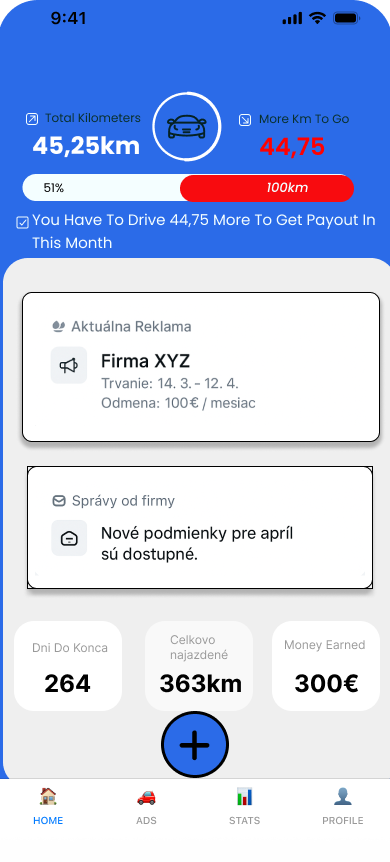 9:41
Total Kilometers
More Km To Go
45,25km
44,75
51%
100km
You Have To Drive 44,75 More To Get Payout In
This Month
Aktuálna Reklama
Firma XYZ
Trvanie: 14. 3. - 12. 4.
Odmena: 100€ / mesiac
Správy od firmy
Nové podmienky pre apríl
sú dostupné.
Dni Do Konca
264
Celkovo
najazdené
363km
Money Earned
300€
HOME
ADS
STATS
PROFILE